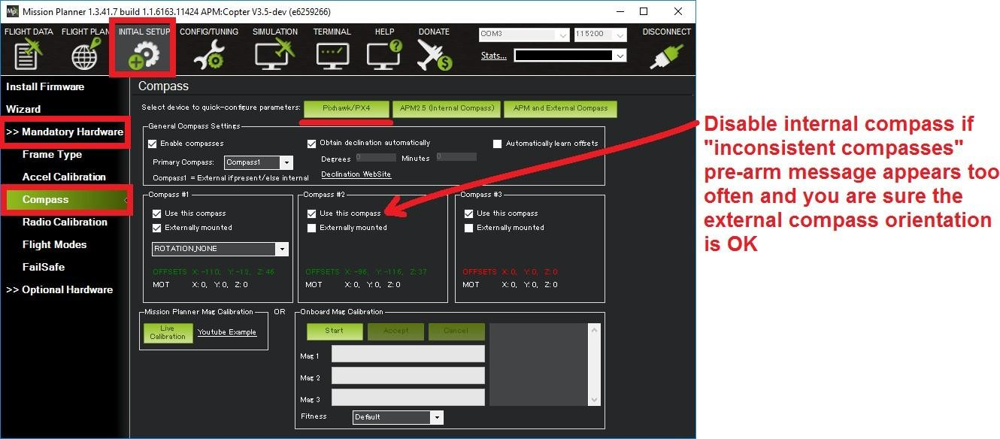 Mission Planner 1.3.41.7 build 1.1.6163.11424 APM:Copter V3.5-dev (e6259266)
FLIGHT DATA FLIGHT PLAN INITIAL SETUP CONFIG/TUNING SIMULATION TERMINAL HELP DONATE
COM3 115200 DISCONNECT
Stats...
Install Firmware
Wizard
>> Mandatory Hardware
Frame Type
Accel Calibration
Compass
Radio Calibration
Flight Modes
FailSafe
>> Optional Hardware
Compass
Select device to quick-configure parameters: Pixhawk/PX4 APM2.5 (Internal Compass) APM and External Compass
General Compass Settings
Enable compasses Obtain declination automatically Automatically learn offsets
Degrees 0 Minutes 0
Primary Compass: Compass1
Declination WebSite
Compass1 = External if present/else internal
Compass #1
Use this compass
Externally mounted
ROTATION_NONE
OFFSETS X: -110, Y: -12, Z: 46
MOT X: 0, Y: 0, Z: 0
Compass #2
Use this compass
Externally mounted
OFFSETS X: -96, Y: -116, Z: 37
MOT X: 0, Y: 0, Z: 0
Compass #3
Use this compass
Externally mounted
OFFSETS X: 0, Y: 0, Z: 0
MOT X: 0, Y: 0, Z: 0
Mission Planner Mag Calibration
Live
Calibration
Youtube Example
OR
Onboard Mag Calibration
Start Accept Cancel
Mag 1
Mag 2
Mag 3
Fitness Default
Disable internal compass if
"inconsistent compasses"
pre-arm message appears too
often and you are sure the
external compass orientation
is OK